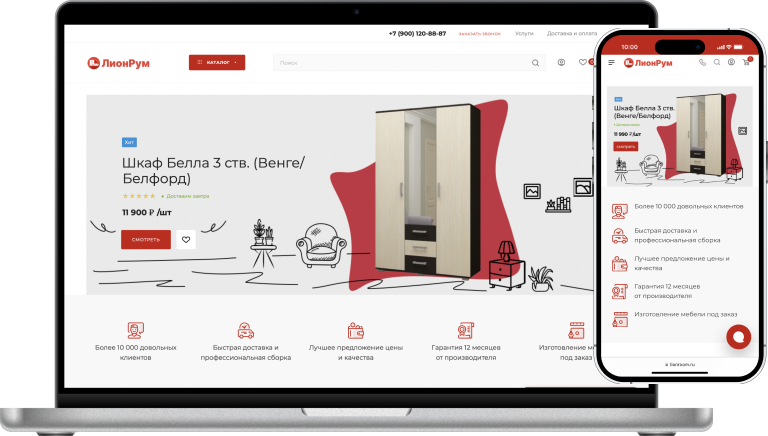 +7 (900) 120-88-87 ЗАКАЗАТЬ ЗВОНОК Услуги Доставка и оплата
ЛионРум КАТАЛОГ Поиск 0
Хит
Шкаф Белла 3 ств. (Венге/
Белфорд)
Доставим завтра
11 900 ₽ /шт
СМОТРЕТЬ
Более 10 000 довольных
клиентов
Быстрая доставка и
профессиональная сборка
Лучшее предложение цены
и качества
Гарантия 12 месяцев
от производителя
Изготовление м
под заказ
10:00
ЛионРум 0
Хит
Шкаф Белла 3 ств.
(Венге/Белфорд)
11 990 ₽ /шт
СМОТРЕТЬ
Более 10 000 довольных клиентов
Быстрая доставка и
профессиональная сборка
Лучшее предложение цены и
качества
Гарантия 12 месяцев
от производителя
Изготовление мебели под заказ
lionroom.ru